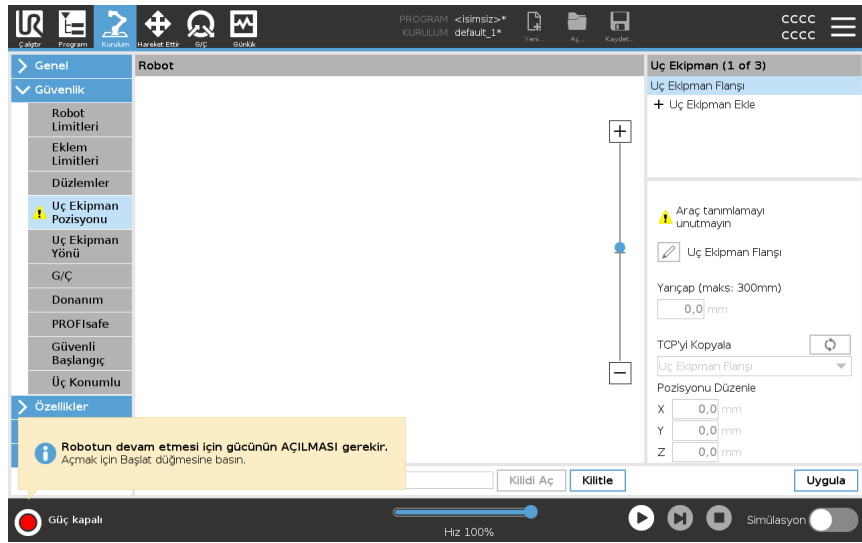 UR
Çalıştır
Program
Kurulum
Hareket Ettir
G/Ç
Günlük
PROGRAM <isimsiz>*
KURULUM default_1*
Yeni...
Aç...
Kaydet...
cccc
cccc
Genel
Güvenlik
Robot
Limitleri
Eklem
Limitleri
Düzlemler
Uç Ekipman
Pozisyonu
Uç Ekipman
Yönü
G/Ç
Donanım
PROFIsafe
Güvenli
Başlangıç
Üç Konumlu
Özellikler
Robot
Uç Ekipman (1 of 3)
Uç Ekipman Flanşı
+ Uç Ekipman Ekle
Araç tanımlamayı
unutmayın
Uç Ekipman Flanşı
Yarıçap (maks: 300mm)
0,0 mm
TCP'yi Kopyala
Uç Ekipman Flanşı
Pozisyonu Düzenle
X 0,0 mm
Y 0,0 mm
Z 0,0 mm
Robotun devam etmesi için gücünün AÇILMASI gerekir.
Açmak için Başlat düğmesine basın.
Kilidi Aç
Kilitle
Uygula
Güç kapalı
Hız 100%
Simülasyon